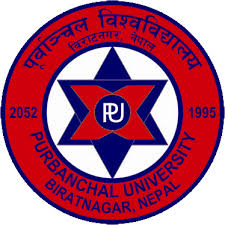 पूर्वाञ्चल विश्वविद्यालय
विराटनगर, नेपाल
2052
1995
PU
PURBANCHAL UNIVERSITY
BIRATNAGAR, NEPAL